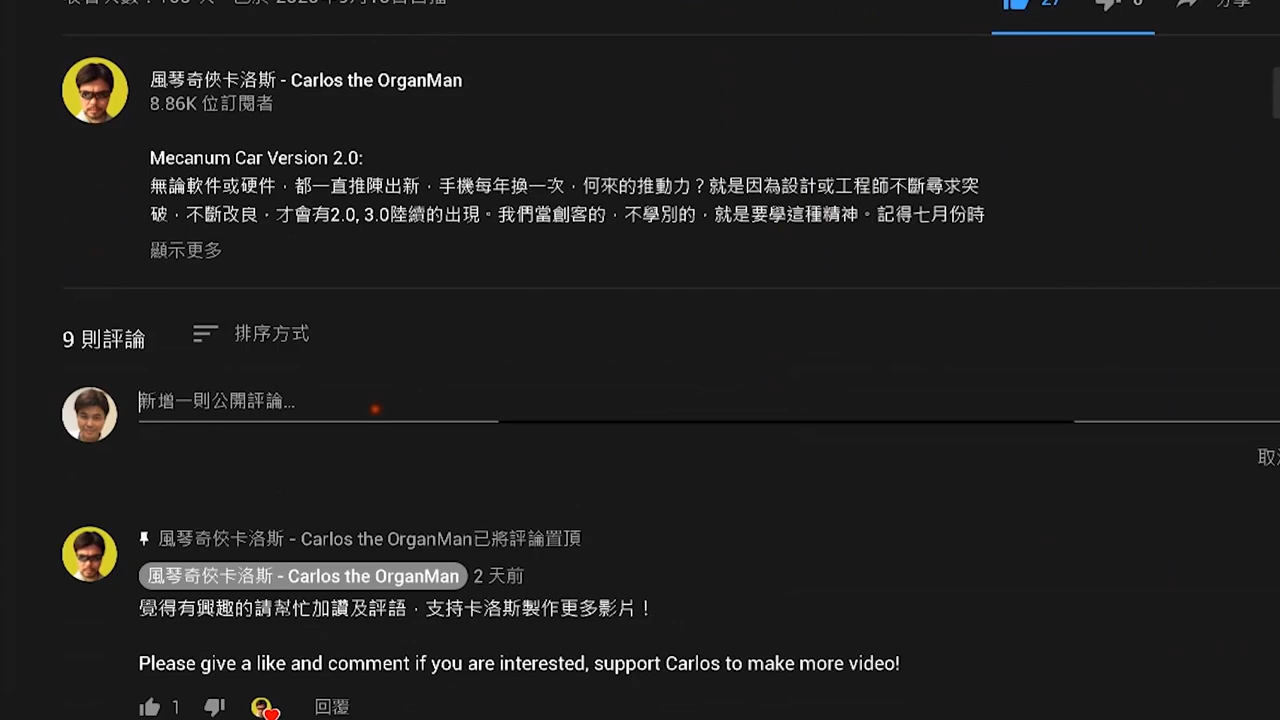 27
分享
風琴奇俠卡洛斯 - Carlos the OrganMan
8.86K 位訂閱者
Mecanum Car Version 2.0:
無論軟件或硬件，都一直推陳出新，手機每年換一次，何來的推動力？就是因為設計或工程師不斷尋求突
破，不斷改良，才會有2.0, 3.0陸續的出現。我們當創客的，不學別的，就是要學這種精神。記得七月份時
顯示更多
9 則評論
排序方式
新增一則公開評論...
取消
風琴奇俠卡洛斯 - Carlos the OrganMan已將評論置頂
風琴奇俠卡洛斯 - Carlos the OrganMan 2 天前
覺得有興趣的請幫忙加讚及評語，支持卡洛斯製作更多影片！
Please give a like and comment if you are interested, support Carlos to make more video!
1
回覆